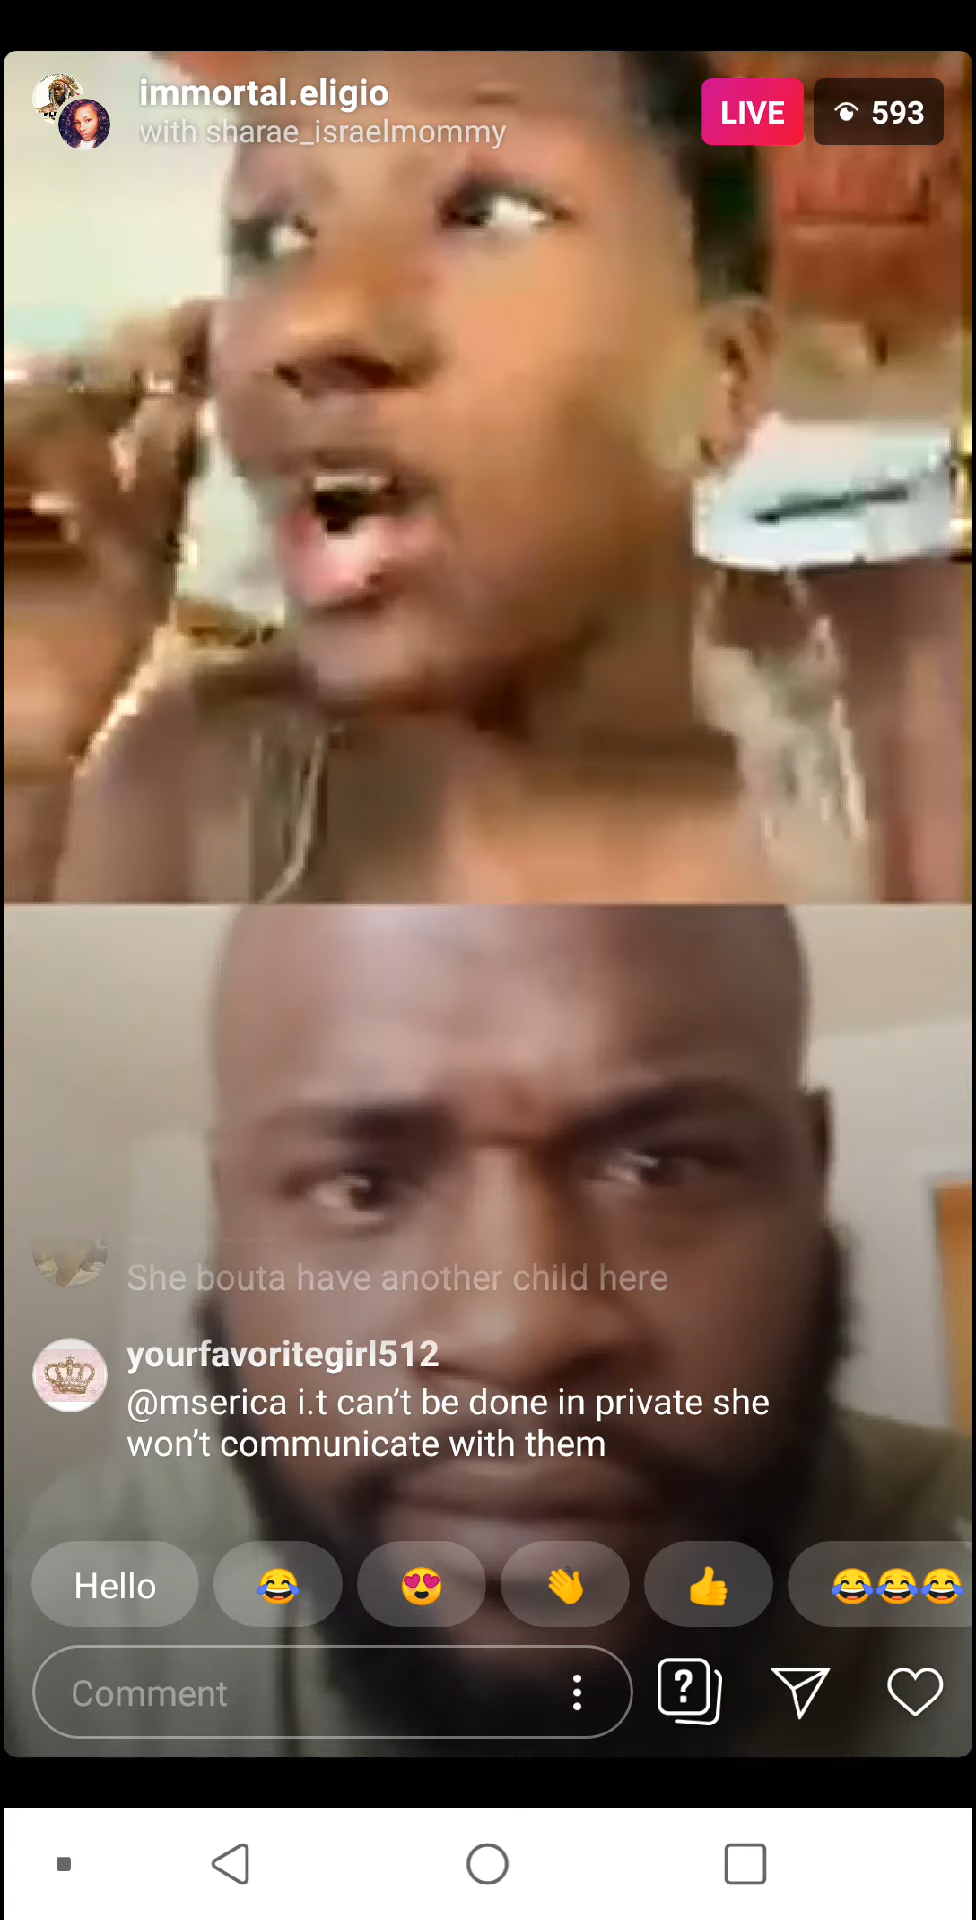 immortal.eligio
with sharae_israelmommy
LIVE
593
She bouta have another child here
yourfavoritegirl512
@mserica i.t can’t be done in private she
won’t communicate with them
Hello
Comment